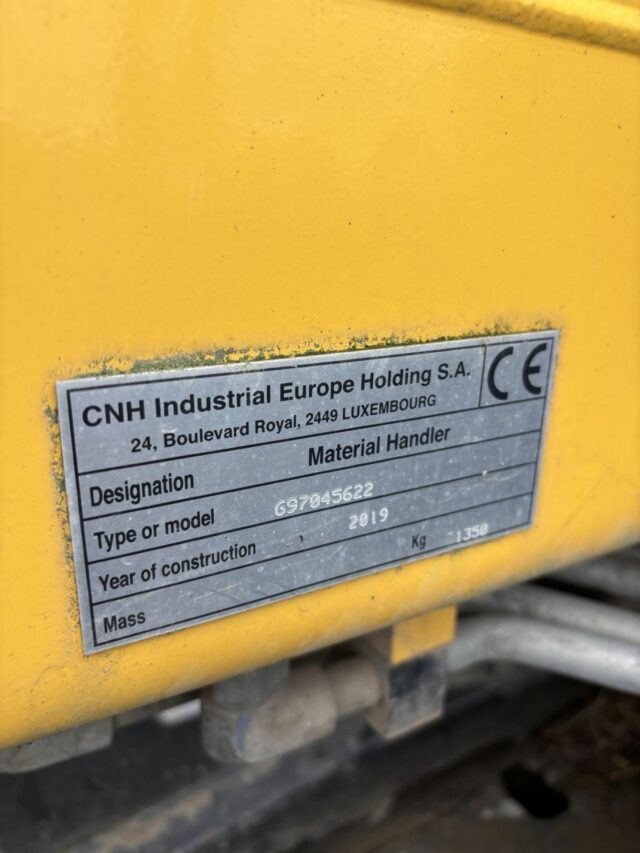 CNH Industrial Europe Holding S.A.
24, Boulevard Royal, 2449 LUXEMBOURG
CE
Designation Material Handler
Type or model G97045622
Year of construction 2019
Mass Kg 1350